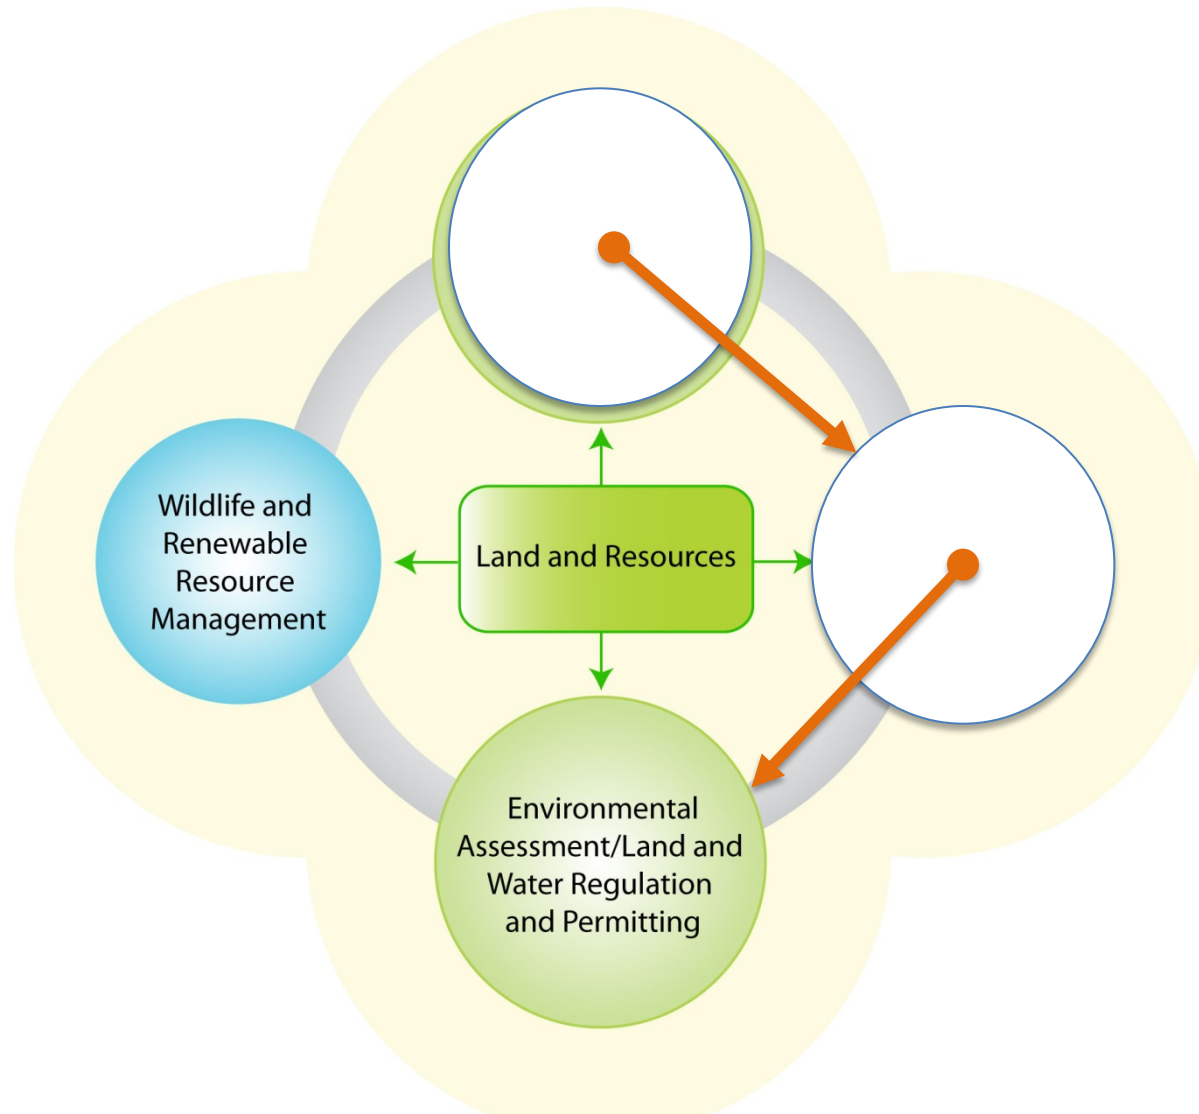 Wildlife and
Renewable
Resource
Management
Land and Resources
Environmental
Assessment/Land and
Water Regulation
and Permitting